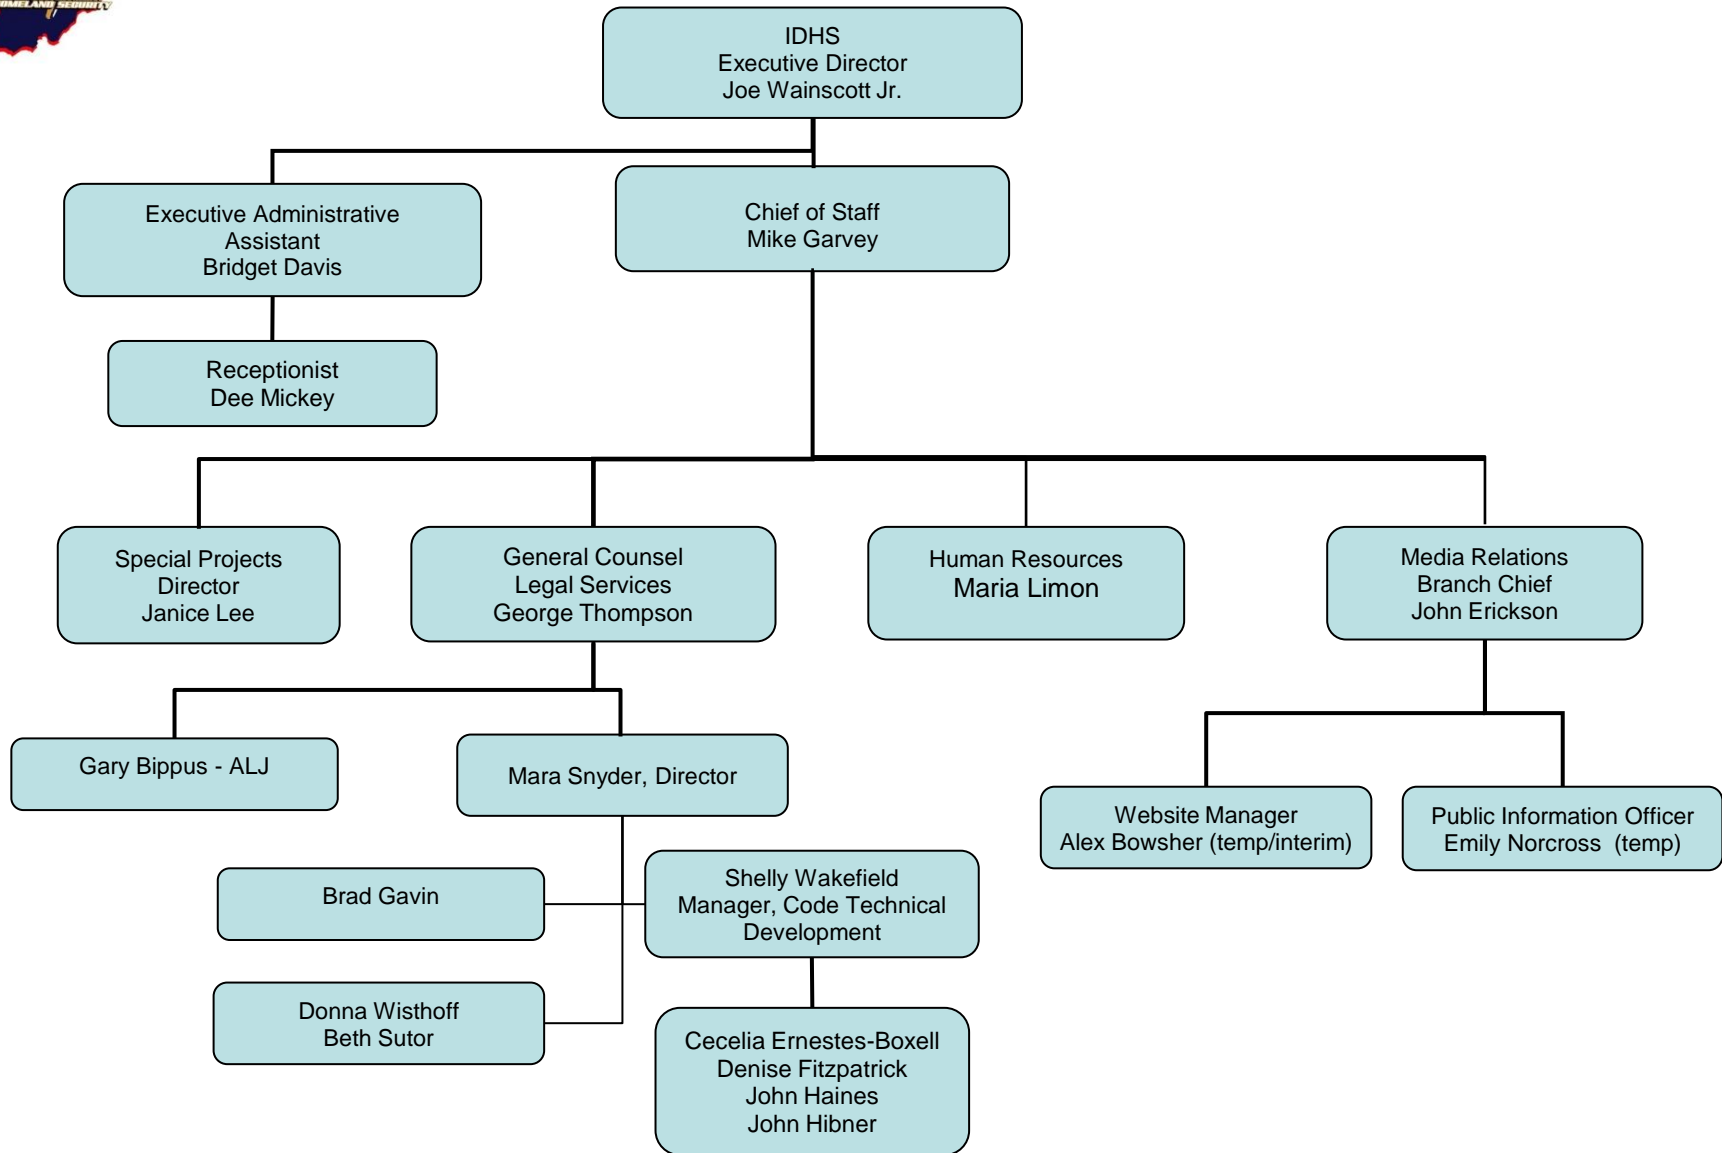 HOMELAND SECURITY
IDHS
Executive Director
Joe Wainscott Jr.
Executive Administrative
Assistant
Bridget Davis
Chief of Staff
Mike Garvey
Receptionist
Dee Mickey
Special Projects
Director
Janice Lee
General Counsel
Legal Services
George Thompson
Human Resources
Maria Limon
Media Relations
Branch Chief
John Erickson
Gary Bippus - ALJ
Mara Snyder, Director
Website Manager
Alex Bowsher (temp/interim)
Public Information Officer
Emily Norcross (temp)
Brad Gavin
Shelly Wakefield
Manager, Code Technical
Development
Donna Wisthoff
Beth Sutor
Cecelia Ernestes-Boxell
Denise Fitzpatrick
John Haines
John Hibner